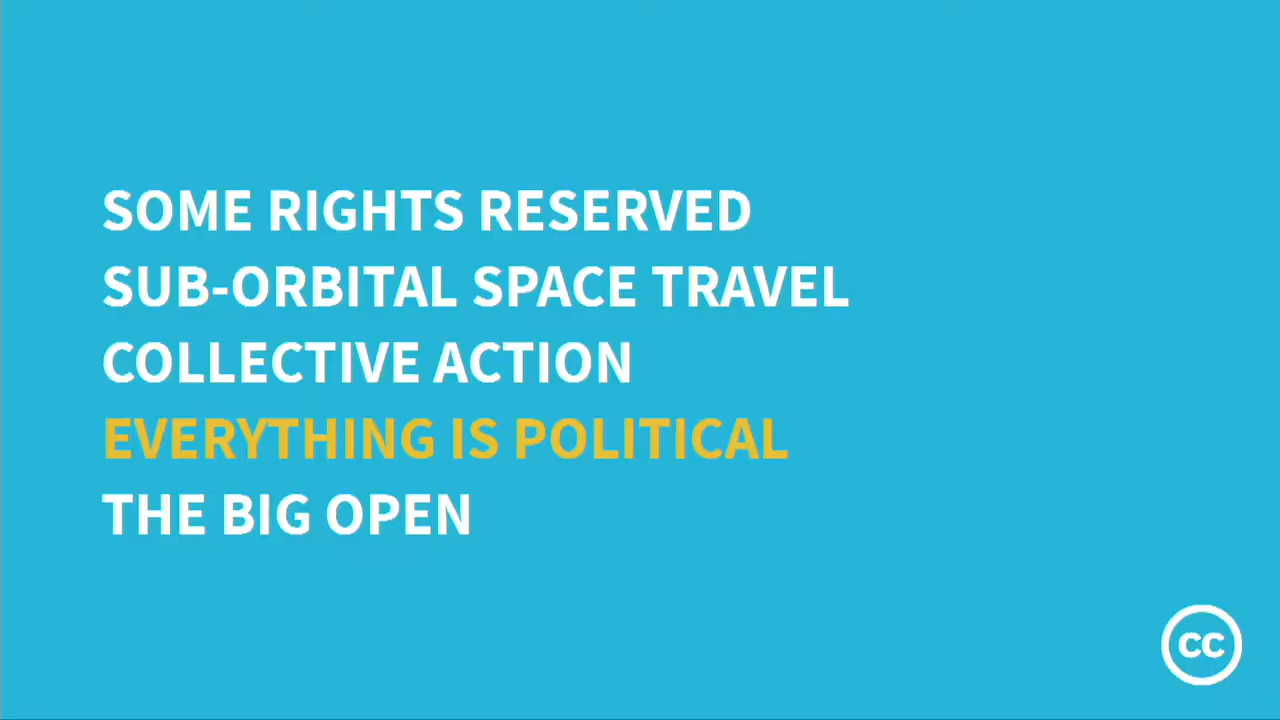 SOME RIGHTS RESERVED
SUB-ORBITAL SPACE TRAVEL
COLLECTIVE ACTION
EVERYTHING IS POLITICAL
THE BIG OPEN
cc